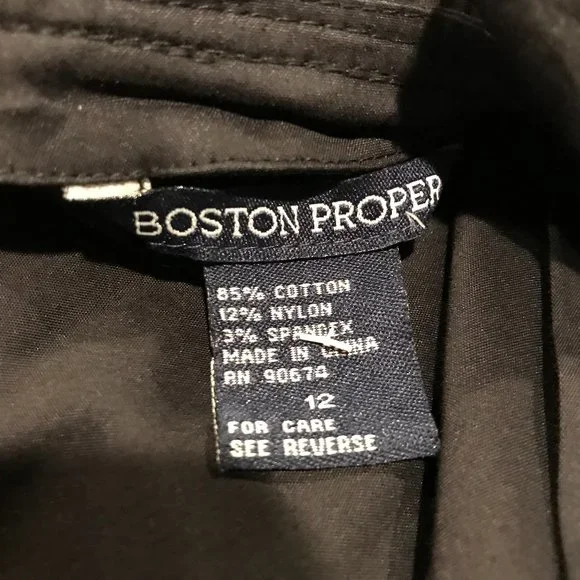 BOSTON PROPER
85% COTTON
12% NYLON
3% SPANDEX
MADE IN CHINA
RN 90674
12
FOR CARE
SEE REVERSE